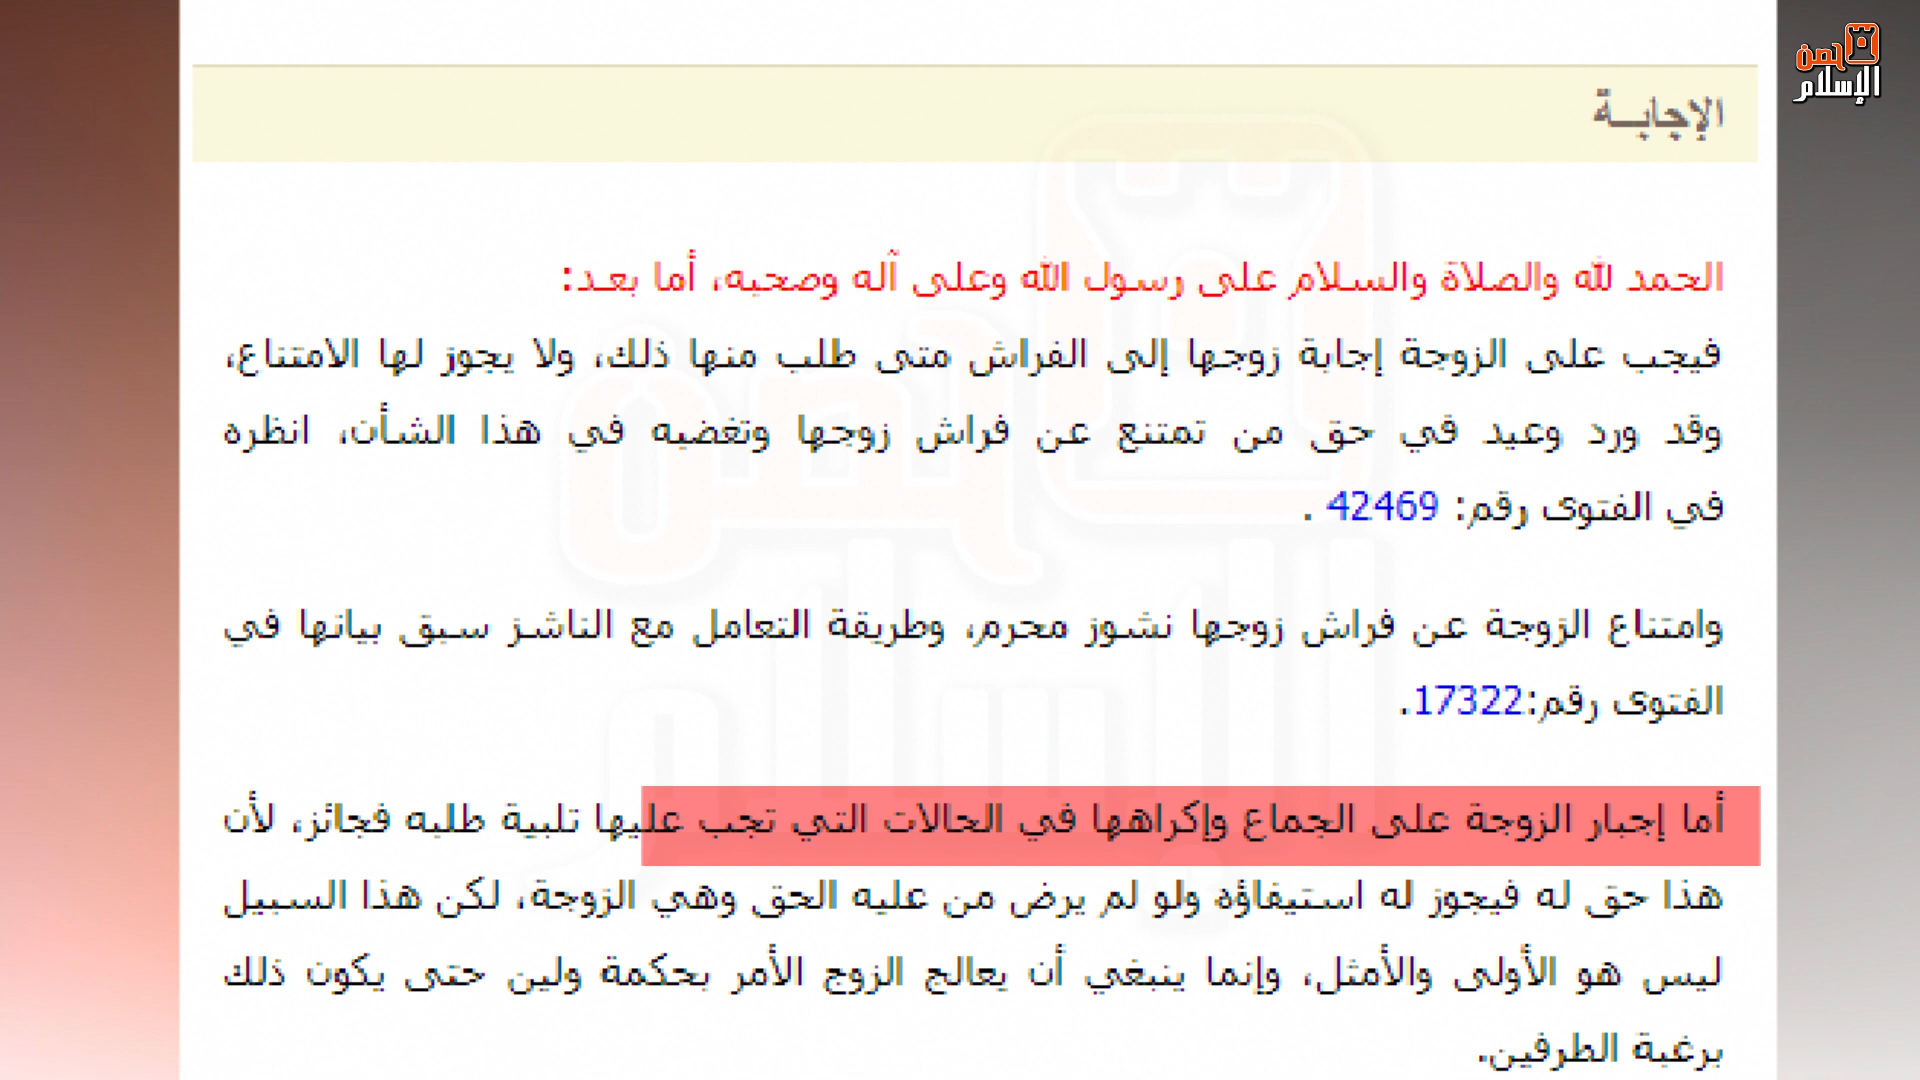 حصن
الإسلام
الإجابــة
الحمد لله والصلاة والسلام على رسول الله وعلى آله وصحبه، أما بعـد:
فيجب على الزوجة إجابة زوجها إلى الفراش متى طلب منها ذلك، ولا يجوز لها الامتناع،
وقد ورد وعيد في حق من تمتنع عن فراش زوجها وتغضبه في هذا الشأن، انظره
في الفتوى رقم: 42469 .
وامتناع الزوجة عن فراش زوجها نشوز محرم، وطريقة التعامل مع الناشز سبق بيانها في
الفتوى رقم:17322.
أما إجبار الزوجة على الجماع وإكراهها في الحالات التي تجب عليها تلبية طلبه فجائز، لأن
هذا حق له فيجوز له استيفاؤه ولو لم يرض من عليه الحق وهي الزوجة، لكن هذا السبيل
ليس هو الأولى والأمثل، وإنما ينبغي أن يعالج الزوج الأمر بحكمة ولين حتى يكون ذلك
برغبة الطرفين.